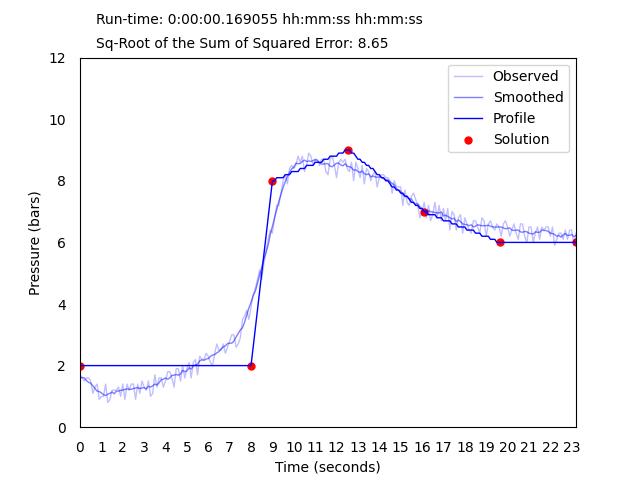 Run-time: 0:00:00.169055 hh:mm:ss hh:mm:ss
Sq-Root of the Sum of Squared Error: 8.65
Observed
Smoothed
Profile
Solution
12
10
8
6
4
2
0
Pressure (bars)
0 1 2 3 4 5 6 7 8 9 10 11 12 13 14 15 16 17 18 19 20 21 22 23
Time (seconds)